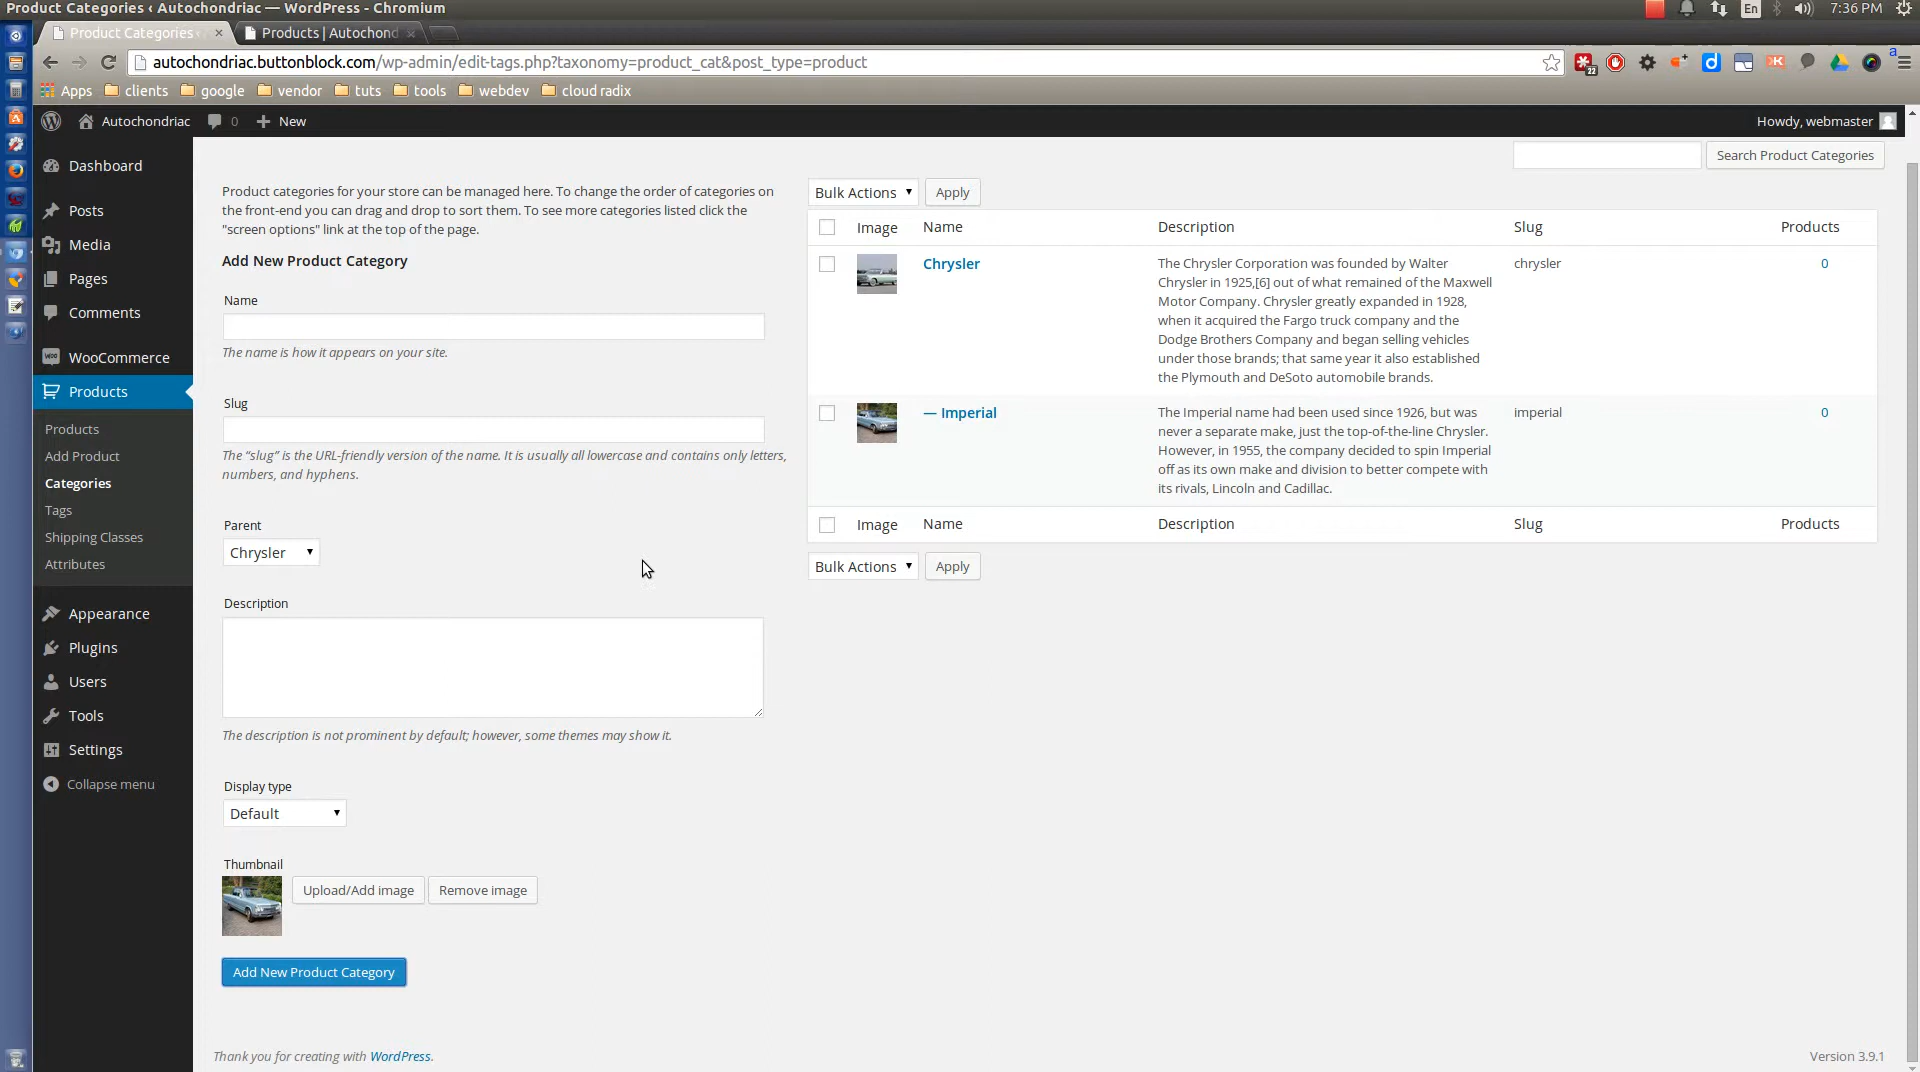 Product Categories ‹ Autochondriac — WordPress - Chromium
En
7:36 PM
Product Categories ‹
Products | Autochond
autochondriac.buttonblock.com/wp-admin/edit-tags.php?taxonomy=product_cat&post_type=product
22
a
Apps
clients
google
vendor
tuts
tools
webdev
cloud radix
Autochondriac
0
New
Howdy, webmaster
Dashboard
Posts
Media
Pages
Comments
WooCommerce
Products
Products
Add Product
Categories
Tags
Shipping Classes
Attributes
Appearance
Plugins
Users
Tools
Settings
Collapse menu
Product categories for your store can be managed here. To change the order of categories on
the front-end you can drag and drop to sort them. To see more categories listed click the
"screen options" link at the top of the page.
Add New Product Category
Name
The name is how it appears on your site.
Slug
The “slug” is the URL-friendly version of the name. It is usually all lowercase and contains only letters,
numbers, and hyphens.
Parent
Chrysler
Description
The description is not prominent by default; however, some themes may show it.
Display type
Default
Thumbnail
Upload/Add image
Remove image
Add New Product Category
Search Product Categories
Bulk Actions
Apply
Image
Name
Description
Slug
Products
Chrysler
The Chrysler Corporation was founded by Walter
Chrysler in 1925,[6] out of what remained of the Maxwell
Motor Company. Chrysler greatly expanded in 1928,
when it acquired the Fargo truck company and the
Dodge Brothers Company and began selling vehicles
under those brands; that same year it also established
the Plymouth and DeSoto automobile brands.
chrysler
0
— Imperial
The Imperial name had been used since 1926, but was
never a separate make, just the top-of-the-line Chrysler.
However, in 1955, the company decided to spin Imperial
off as its own make and division to better compete with
its rivals, Lincoln and Cadillac.
imperial
0
Image
Name
Description
Slug
Products
Bulk Actions
Apply
Thank you for creating with WordPress.
Version 3.9.1